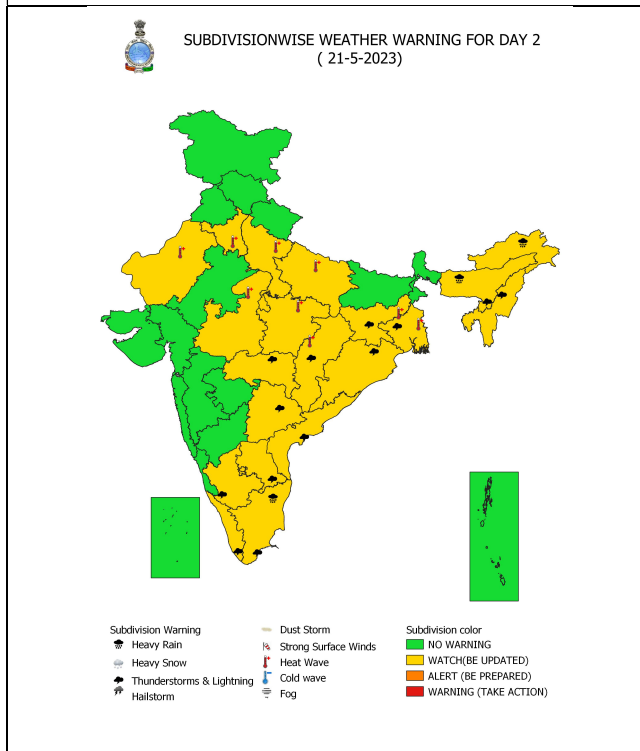 SUBDIVISIONWISE WEATHER WARNING FOR DAY 2
( 21-5-2023)
Subdivision Warning
Heavy Rain
Heavy Snow
Thunderstorms & Lightning
Hailstorm
Dust Storm
Strong Surface Winds
Heat Wave
Cold wave
Fog
Subdivision color
NO WARNING
WATCH(BE UPDATED)
ALERT (BE PREPARED)
WARNING (TAKE ACTION)